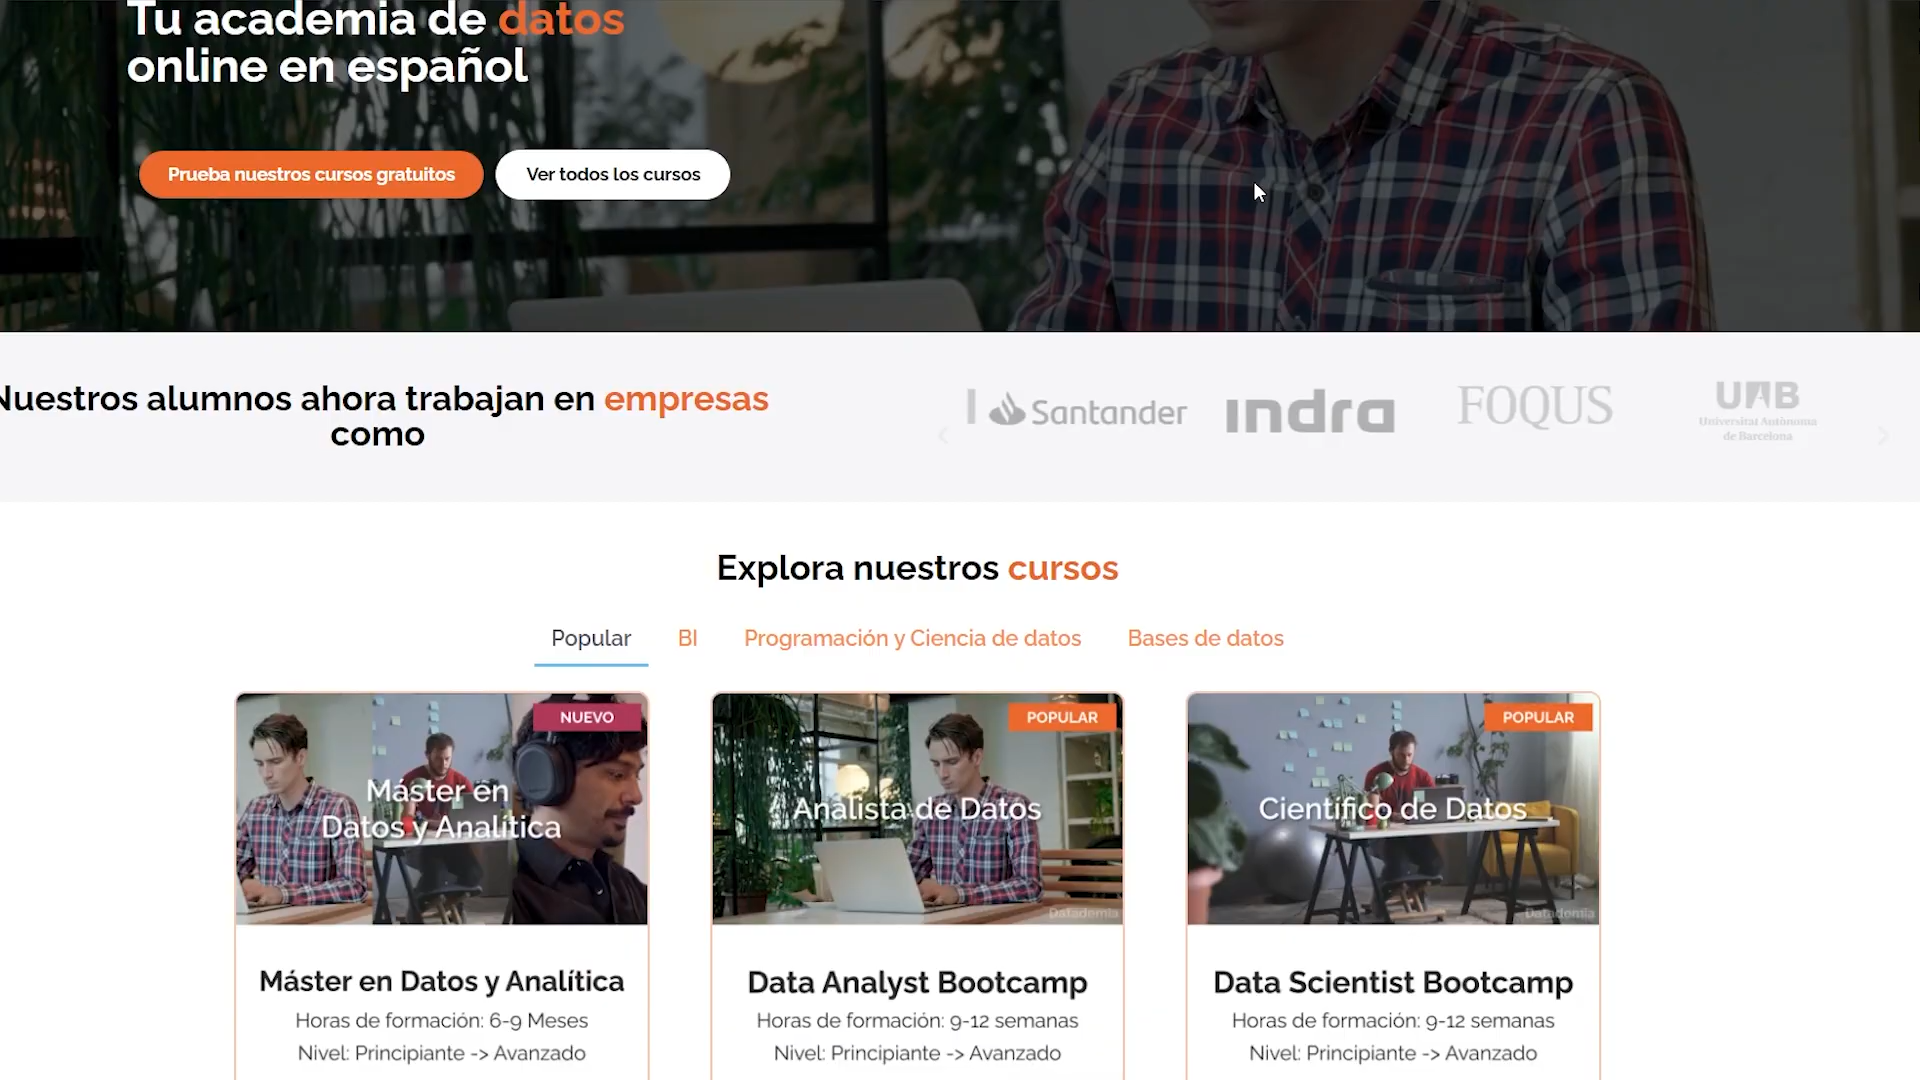 Tu academia de datos
online en español
Prueba nuestros cursos gratuitos
Ver todos los cursos
Nuestros alumnos ahora trabajan en empresas
como
Santander
indra
FOQUS
UAB
Universitat Autònoma
de Barcelona
Explora nuestros cursos
Popular
BI
Programación y Ciencia de datos
Bases de datos
NUEVO
Máster en
Datos y Analítica
POPULAR
Analista de Datos
Datademia
POPULAR
Científico de Datos
Datademia
Máster en Datos y Analítica
Horas de formación: 6-9 Meses
Nivel: Principiante -> Avanzado
Data Analyst Bootcamp
Horas de formación: 9-12 semanas
Nivel: Principiante -> Avanzado
Data Scientist Bootcamp
Horas de formación: 9-12 semanas
Nivel: Principiante -> Avanzado